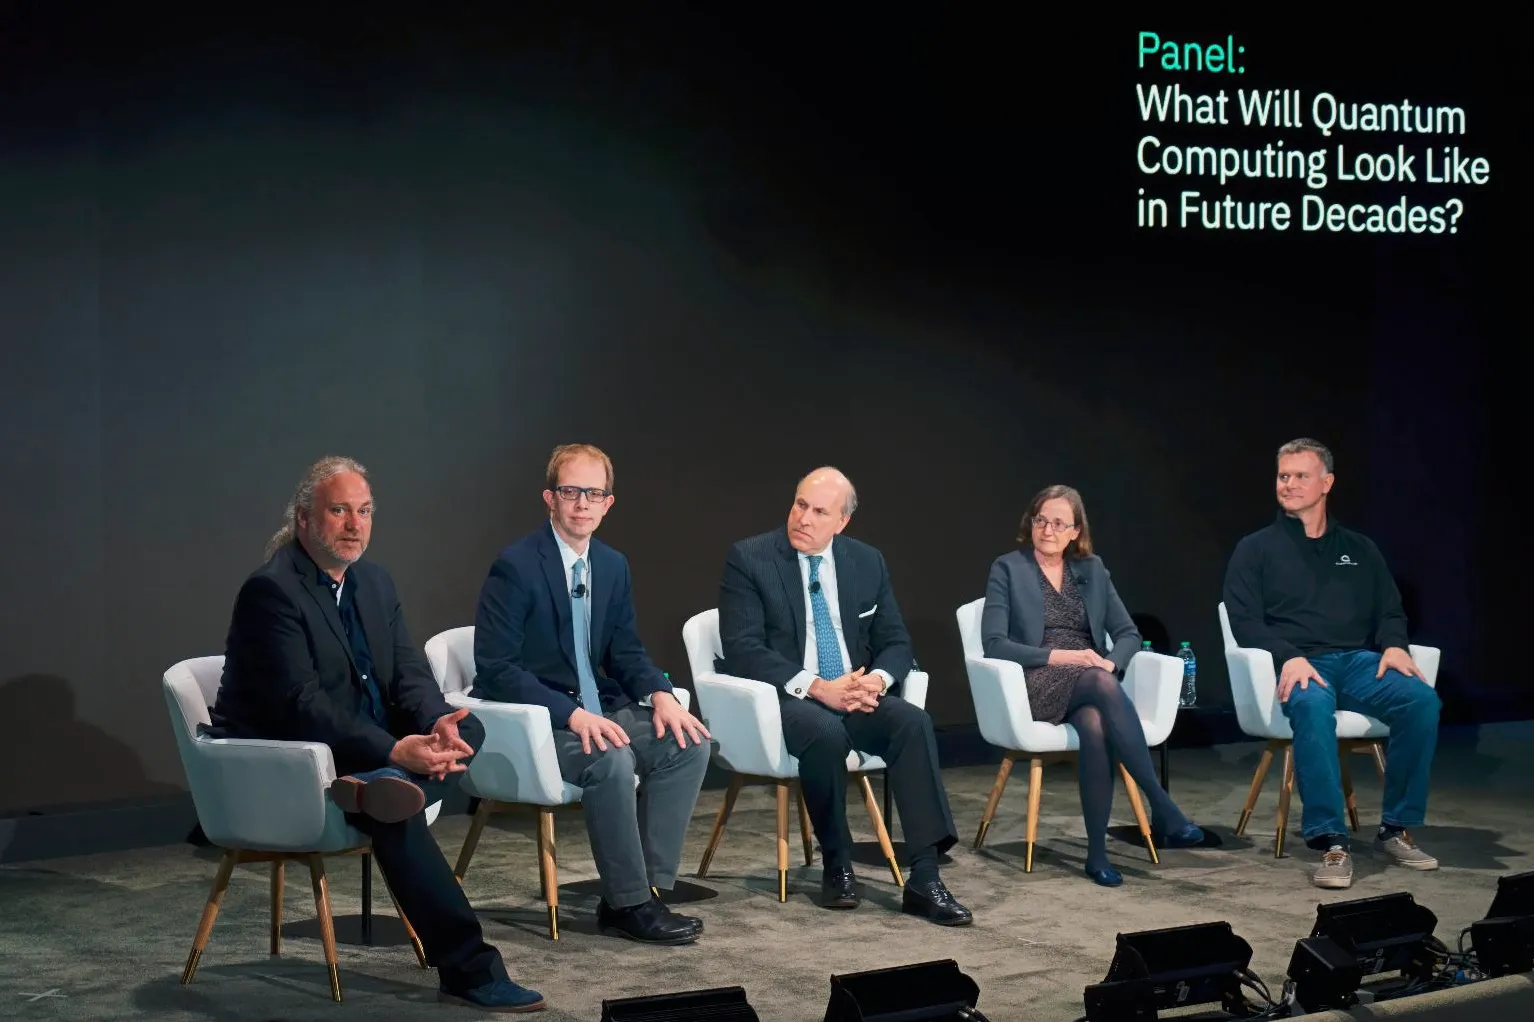 Panel:
What Will Quantum
Computing Look Like
in Future Decades?